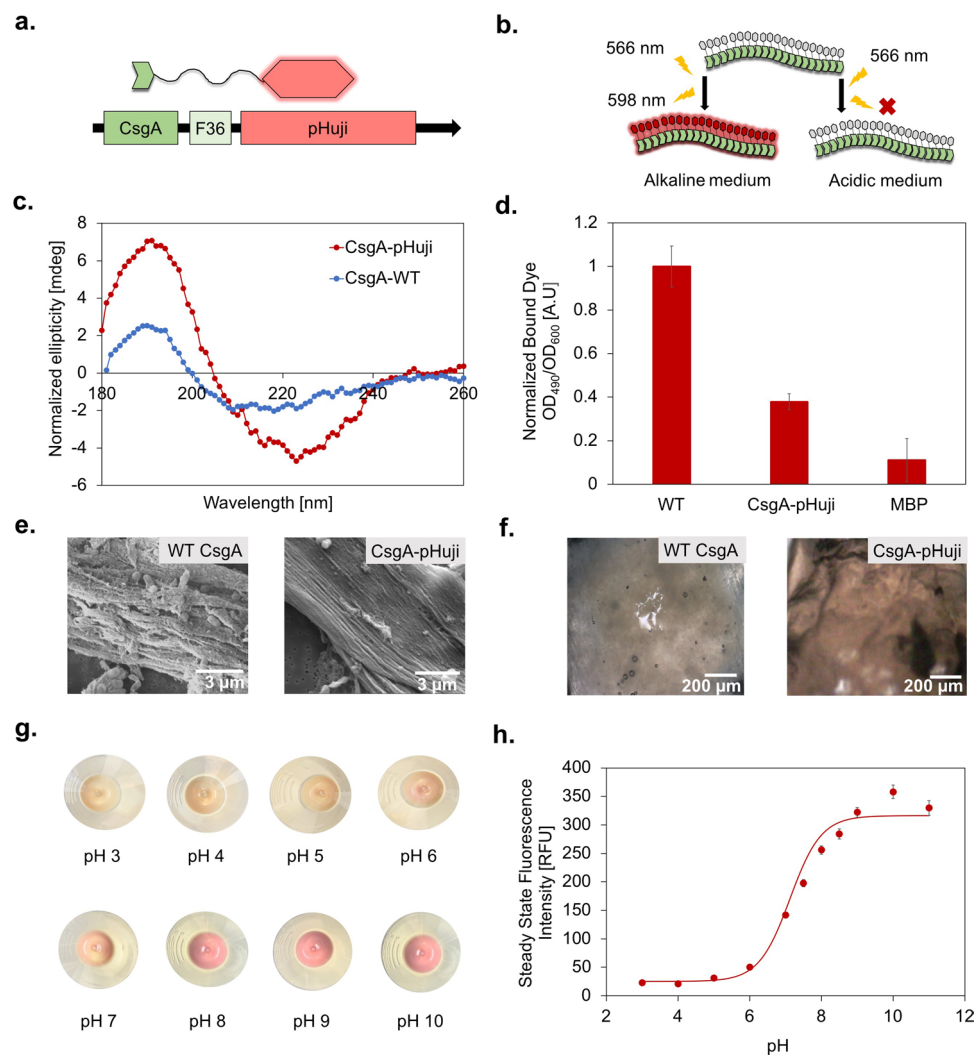 a.
CsgA
F36
pHuji
b.
566 nm
566 nm
598 nm
Alkaline medium
Acidic medium
c.
Normalized ellipticity [mdeg]
8
6
4
2
0
-2
-4
-6
180
200
220
240
260
CsgA-pHuji
CsgA-WT
Wavelength [nm]
d.
Normalized Bound Dye
OD490/OD600 [A.U]
1.2
1
0.8
0.6
0.4
0.2
0
WT
CsgA-pHuji
MBP
e.
WT CsgA
3 µm
CsgA-pHuji
3 µm
f.
WT CsgA
200 µm
CsgA-pHuji
200 µm
g.
pH 3
pH 4
pH 5
pH 6
pH 7
pH 8
pH 9
pH 10
h.
Steady State Fluorescence
Intensity [RFU]
400
350
300
250
200
150
100
50
0
2
4
6
8
10
12
pH